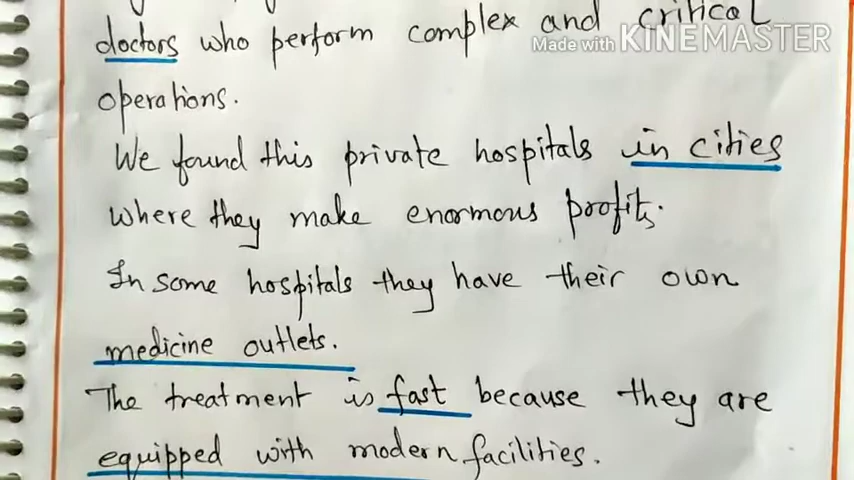 critical
doctors who perform complex and
Made with KINEMASTER
operations.
We found this private hospitals in cities
where they make enormous profits.
In some hospitals they have their own
medicine outlets.
The treatment is fast because they are
equipped with modern facilities.